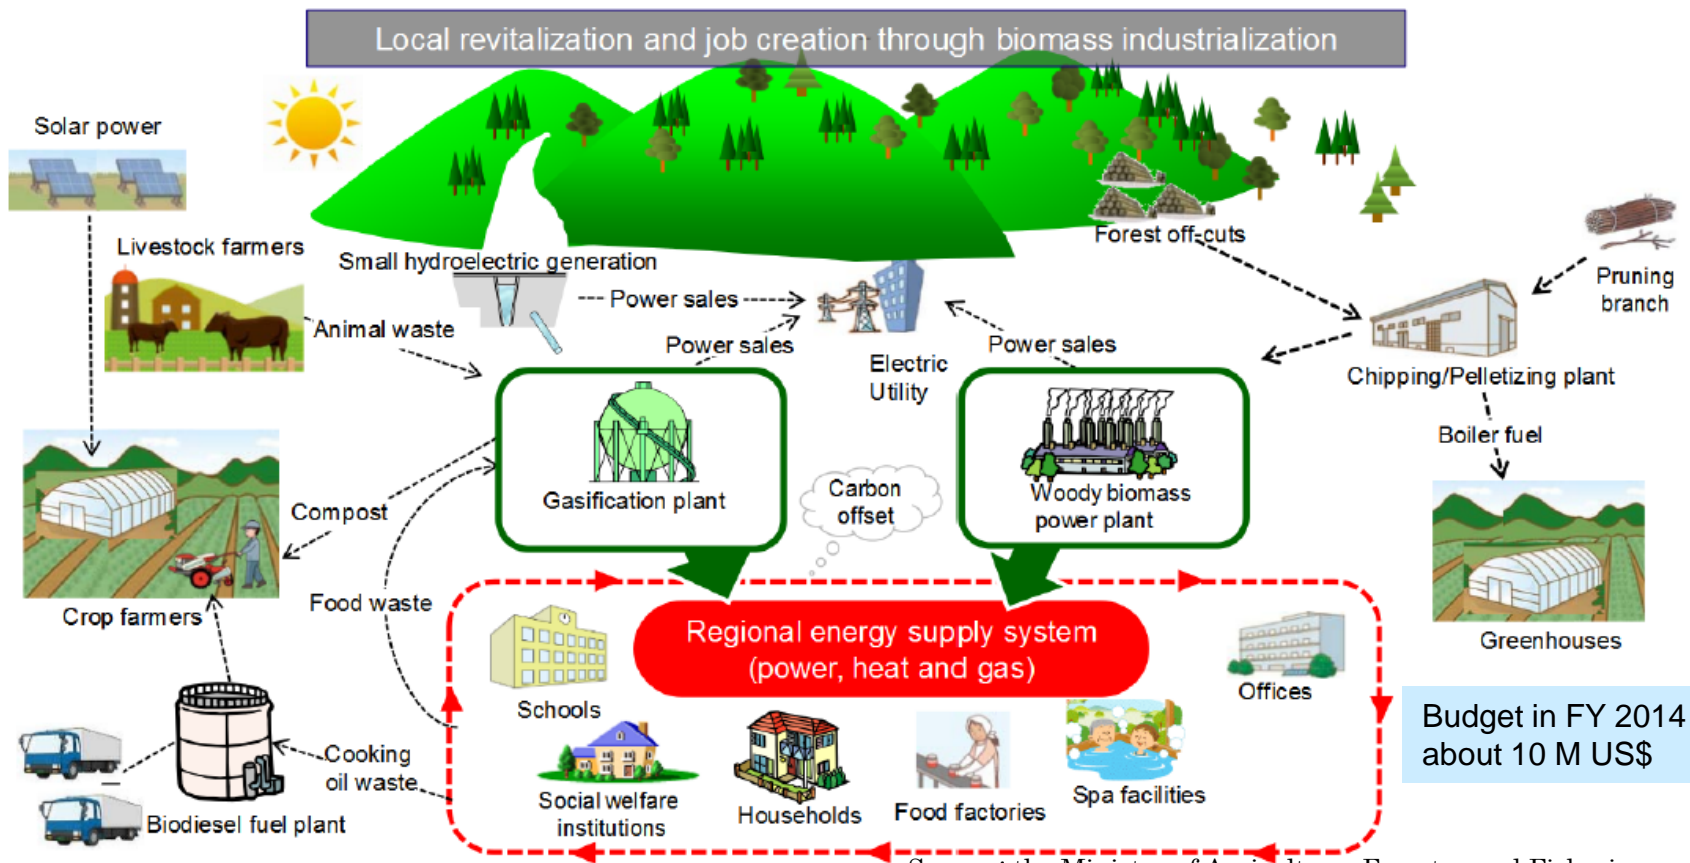 Local revitalization and job creation through biomass industrialization
Solar power
Livestock farmers
Small hydroelectric generation
Forest off-cuts
Pruning
branch
Power sales
Animal waste
Power sales
Electric
Utility
Power sales
Chipping/Pelletizing plant
Boiler fuel
Gasification plant
Carbon
offset
Woody biomass
power plant
Compost
Crop farmers
Food waste
Greenhouses
Regional energy supply system
(power, heat and gas)
Schools
Offices
Budget in FY 2014
about 10 M US$
Cooking
oil waste
Social welfare
institutions
Households
Food factories
Spa facilities
Biodiesel fuel plant